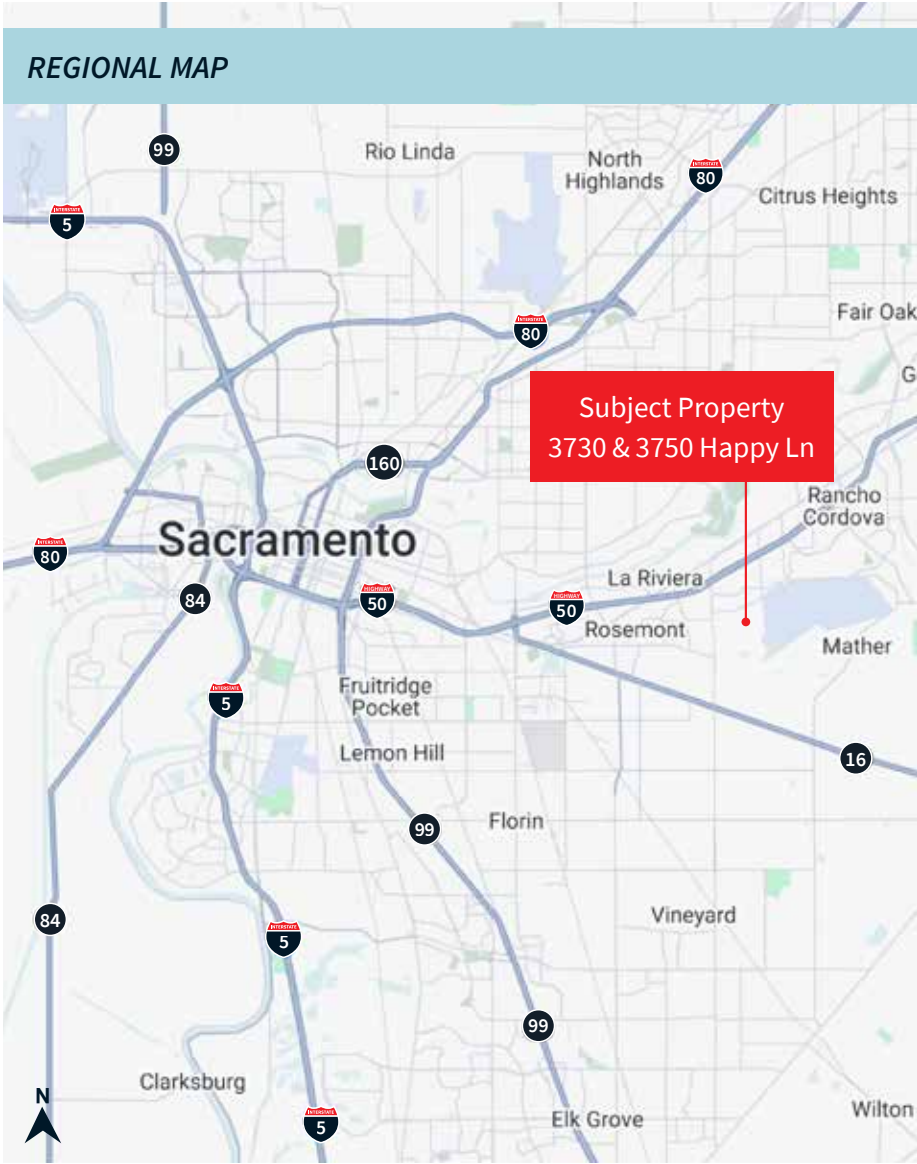 REGIONAL MAP
99
Rio Linda
North
Highlands
INTERSTATE
80
Citrus Heights
INTERSTATE
5
Fair Oak
INTERSTATE
80
G
Subject Property
3730 & 3750 Happy Ln
160
Rancho
Cordova
Sacramento
INTERSTATE
80
La Riviera
84
HIGHWAY
50
HIGHWAY
50
Rosemont
Mather
INTERSTATE
5
Fruitridge
Pocket
Lemon Hill
16
99
Florin
84
Vineyard
INTERSTATE
5
99
Clarksburg
N
INTERSTATE
5
Elk Grove
Wilton